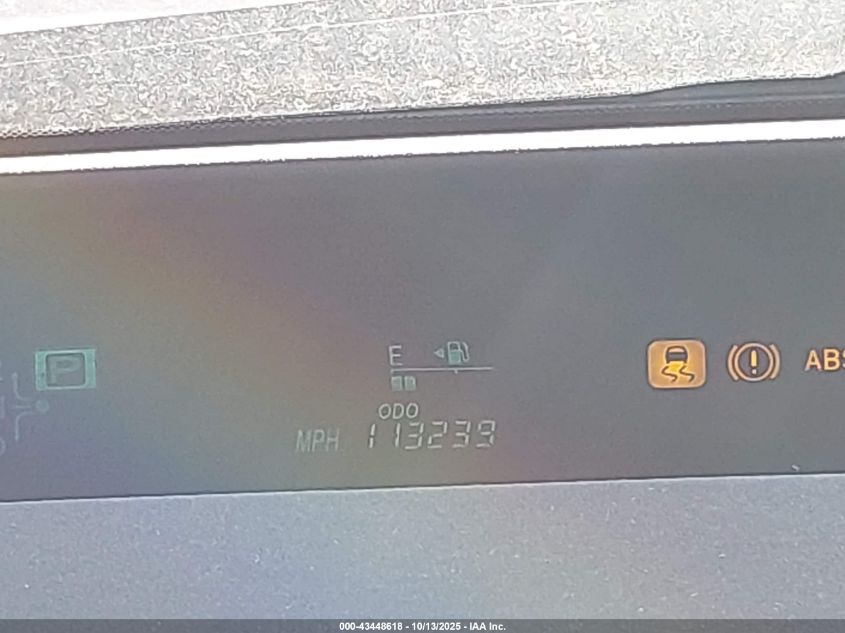 P
E
ABS
ODO
MPH 113239
000-43448618 - 10/13/2025 - IAA Inc.